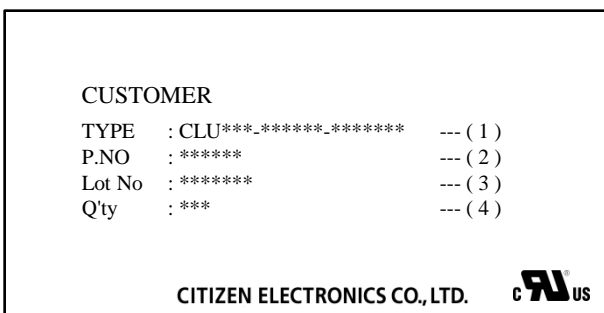 CUSTOMER
TYPE : CLU***-******-******* --- ( 1 )
P.NO : ****** --- ( 2 )
Lot No : ******* --- ( 3 )
Q'ty : *** --- ( 4 )
CITIZEN ELECTRONICS CO., LTD. c RU ® US